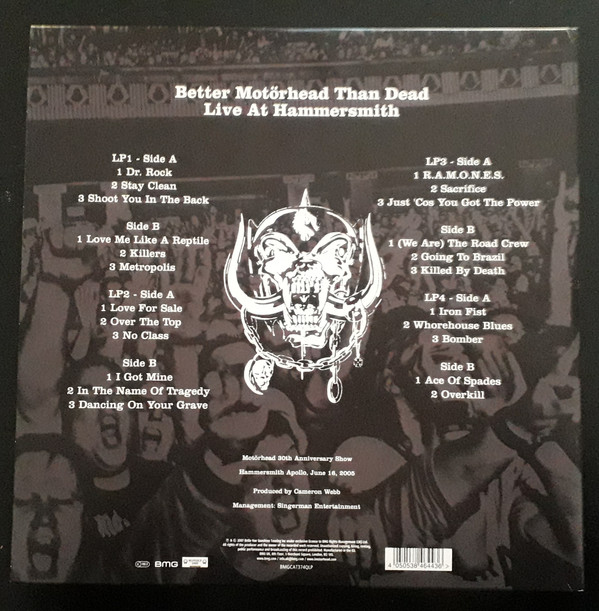 Better Motörhead Than Dead
Live At Hammersmith
LP1 - Side A
1 Dr. Rock
2 Stay Clean
3 Shoot You In The Back
Side B
1 Love Me Like A Reptile
2 Killers
3 Metropolis
LP2 - Side A
1 Love For Sale
2 Over The Top
3 No Class
Side B
1 I Got Mine
2 In The Name Of Tragedy
3 Dancing On Your Grave
LP3 - Side A
1 R.A.M.O.N.E.S.
2 Sacrifice
3 Just 'Cos You Got The Power
Side B
1 (We Are) The Road Crew
2 Going To Brazil
3 Killed By Death
LP4 - Side A
1 Iron Fist
2 Whorehouse Blues
3 Bomber
Side B
1 Ace Of Spades
2 Overkill
Motörhead 30th Anniversary Show
Hammersmith Apollo, June 16, 2005
Produced by Cameron Webb
Management: Singerman Entertainment
BMG
BMGCAT374QLP
4 050538 464436 >